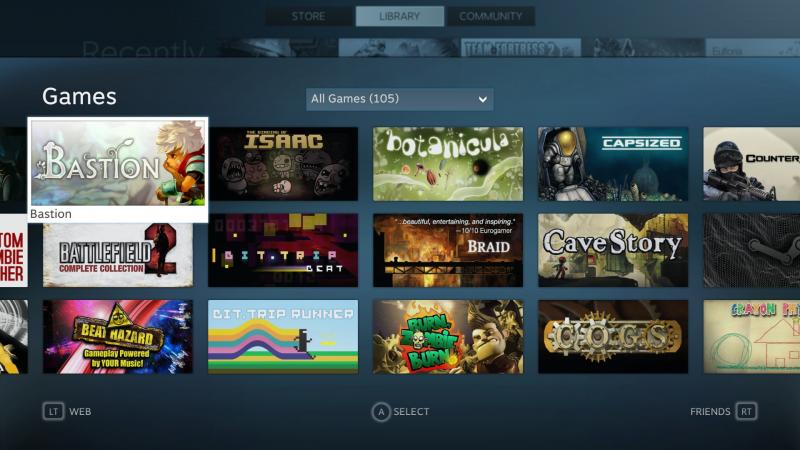 STORE
LIBRARY
COMMUNITY
Recently
TEAM FORTRESS 2
Eufloria
Games
All Games (105)
BASTION
Bastion
THE BINDING OF
ISAAC
botanicula
CAPSIZED
COUNTER
TOM
MBIE
HER
BATTLEFIELD 2
COMPLETE COLLECTION
BIT.TRIP
BEAT
"...beautiful, entertaining, and inspiring."
—10/10 Eurogamer
BRAID
CAVE STORY
BEAT HAZARD
Gameplay Powered
by YOUR Music!
BIT.TRIP RUNNER
BURN
ZOMBIE
BURN!
COGS
CRAYON PH
LT WEB
A SELECT
FRIENDS RT